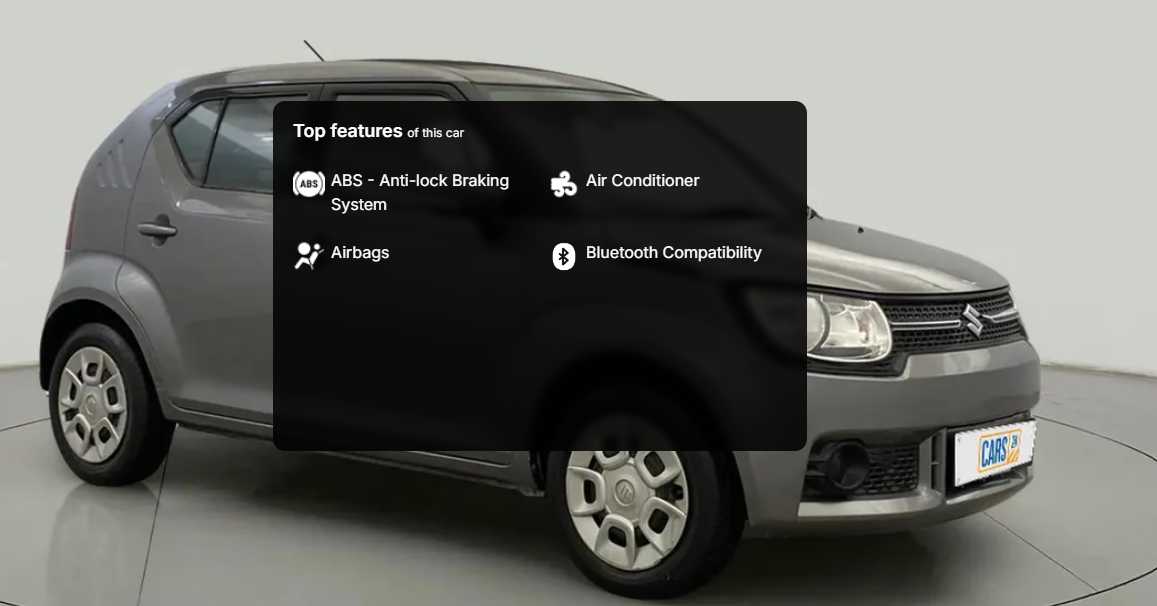 Top features of this car
ABS
ABS - Anti-lock Braking
System
Air Conditioner
Airbags
Bluetooth Compatibility
CARS 24